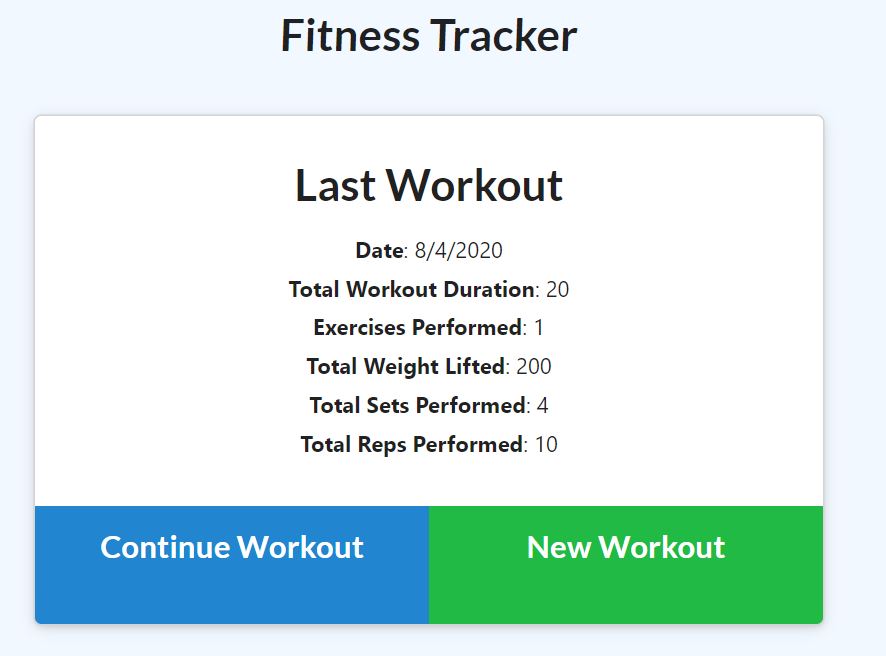 Fitness Tracker
Last Workout
Date: 8/4/2020
Total Workout Duration: 20
Exercises Performed: 1
Total Weight Lifted: 200
Total Sets Performed: 4
Total Reps Performed: 10
Continue Workout
New Workout